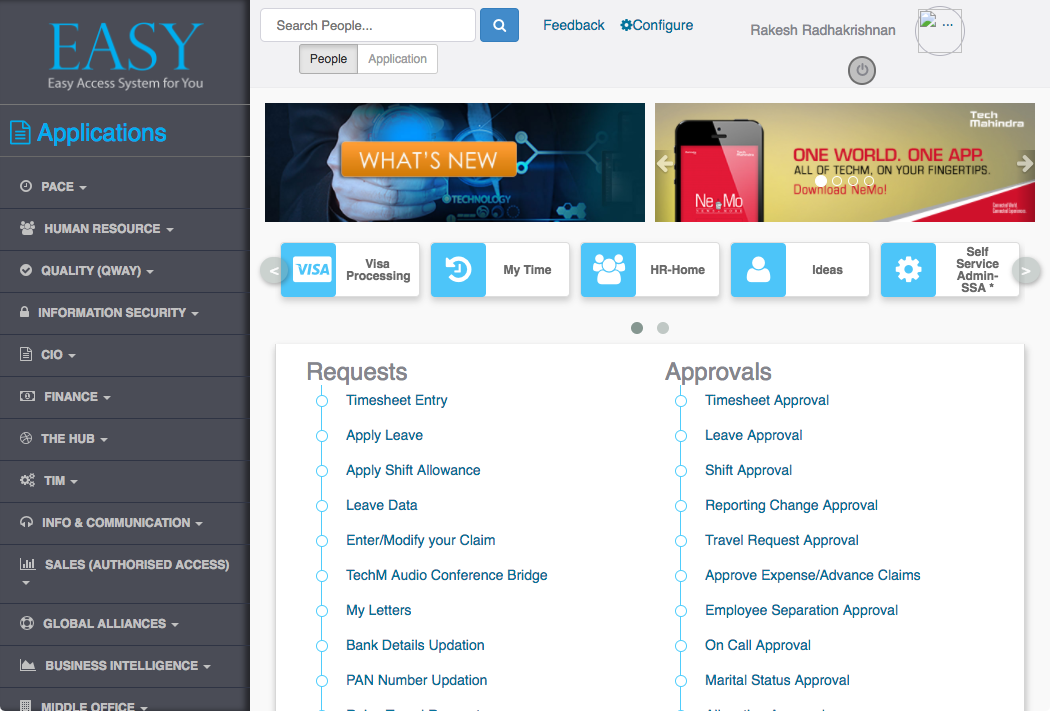 EASY
Easy Access System for You
Applications
PACE
HUMAN RESOURCE
QUALITY (QWAY)
INFORMATION SECURITY
CIO
FINANCE
THE HUB
TIM
INFO & COMMUNICATION
SALES (AUTHORISED ACCESS)
GLOBAL ALLIANCES
BUSINESS INTELLIGENCE
MIDDLE OFFICE
Search People...
Feedback
Configure
Rakesh Radhakrishnan
...
People
Application
WHAT'S NEW
TECHNOLOGY
Tech
Mahindra
ONE WORLD. ONE APP.
ALL OF TECHM, ON YOUR FINGERTIPS.
Download NeMo!
NeMo
Connected World.
Connected Experiences.
<
VISA
Visa
Processing
My Time
HR-Home
Ideas
Self
Service
Admin-
SSA *
>
Requests
Timesheet Entry
Apply Leave
Apply Shift Allowance
Leave Data
Enter/Modify your Claim
TechM Audio Conference Bridge
My Letters
Bank Details Updation
PAN Number Updation
Approvals
Timesheet Approval
Leave Approval
Shift Approval
Reporting Change Approval
Travel Request Approval
Approve Expense/Advance Claims
Employee Separation Approval
On Call Approval
Marital Status Approval